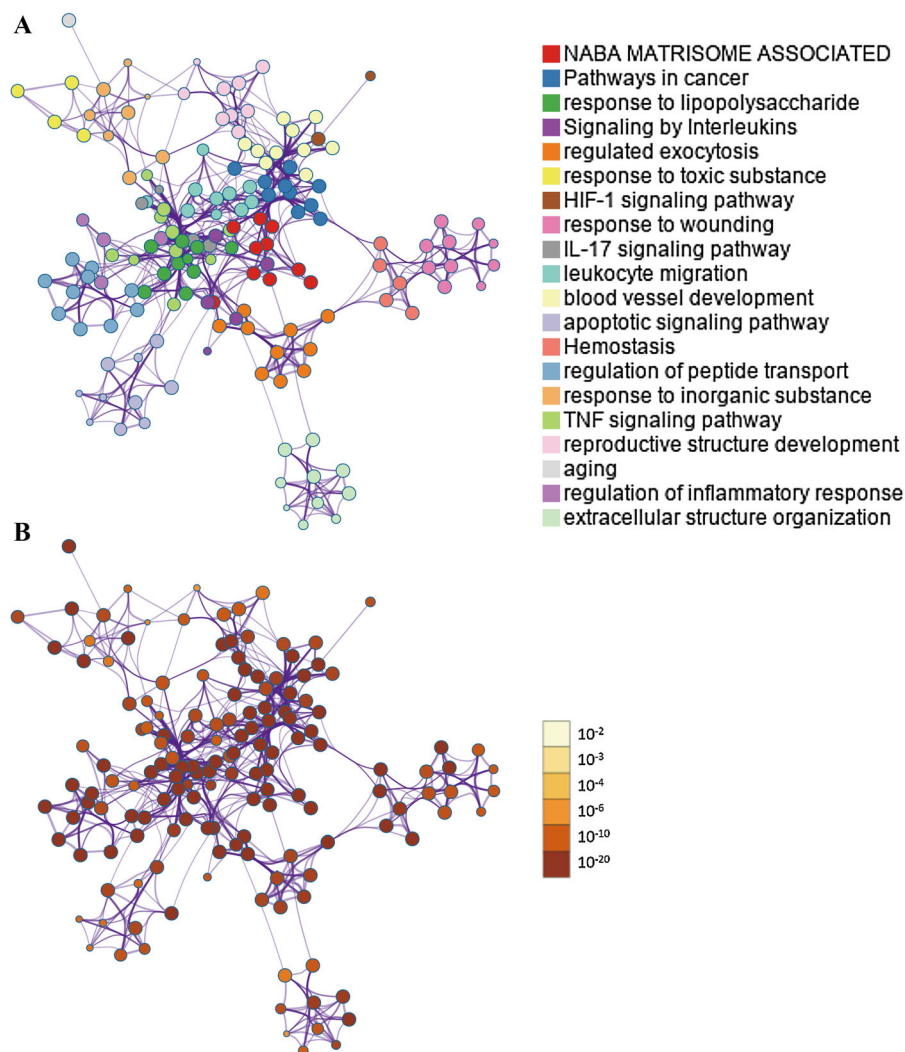 A
NABA MATRISOME ASSOCIATED
Pathways in cancer
response to lipopolysaccharide
Signaling by Interleukins
regulated exocytosis
response to toxic substance
HIF-1 signaling pathway
response to wounding
IL-17 signaling pathway
leukocyte migration
blood vessel development
apoptotic signaling pathway
Hemostasis
regulation of peptide transport
response to inorganic substance
TNF signaling pathway
reproductive structure development
aging
regulation of inflammatory response
extracellular structure organization
B
10⁻²
10⁻³
10⁻⁴
10⁻⁶
10⁻¹⁰
10⁻²⁰